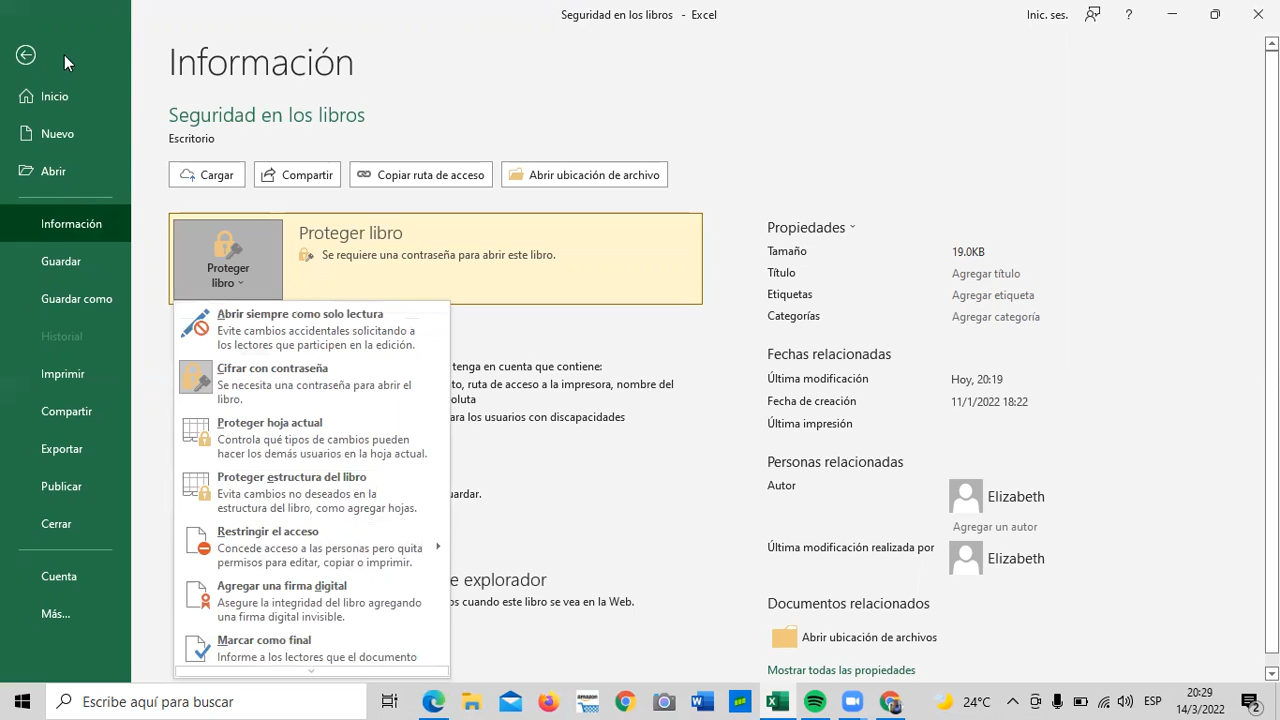 Seguridad en los libros - Excel
Inic. ses.
?
Inicio
Nuevo
Abrir
Información
Guardar
Guardar como
Historial
Imprimir
Compartir
Exportar
Publicar
Cerrar
Cuenta
Más...
Información
Seguridad en los libros
Escritorio
Cargar
Compartir
Copiar ruta de acceso
Abrir ubicación de archivo
Proteger libro
Proteger libro
Se requiere una contraseña para abrir este libro.
Abrir siempre como solo lectura
Evite cambios accidentales solicitando a
los lectores que participen en la edición.
Cifrar con contraseña
Se necesita una contraseña para abrir el
libro.
Proteger hoja actual
Controla qué tipos de cambios pueden
hacer los demás usuarios en la hoja actual.
Proteger estructura del libro
Evita cambios no deseados en la
estructura del libro, como agregar hojas.
Restringir el acceso
Concede acceso a las personas pero quita
permisos para editar, copiar o imprimir.
Agregar una firma digital
Asegure la integridad del libro agregando
una firma digital invisible.
Marcar como final
Informe a los lectores que el documento
tenga en cuenta que contiene:
to, ruta de acceso a la impresora, nombre del
oluta
ara los usuarios con discapacidades
uardar.
e explorador
os cuando este libro se vea en la Web.
Propiedades
Tamaño 19.0KB
Título Agregar título
Etiquetas Agregar etiqueta
Categorías Agregar categoría
Fechas relacionadas
Última modificación Hoy, 20:19
Fecha de creación 11/1/2022 18:22
Última impresión
Personas relacionadas
Autor Elizabeth
Agregar un autor
Última modificación realizada por Elizabeth
Documentos relacionados
Abrir ubicación de archivos
Mostrar todas las propiedades
Escribe aquí para buscar
amazon
24°C
ESP
20:29
14/3/2022
2